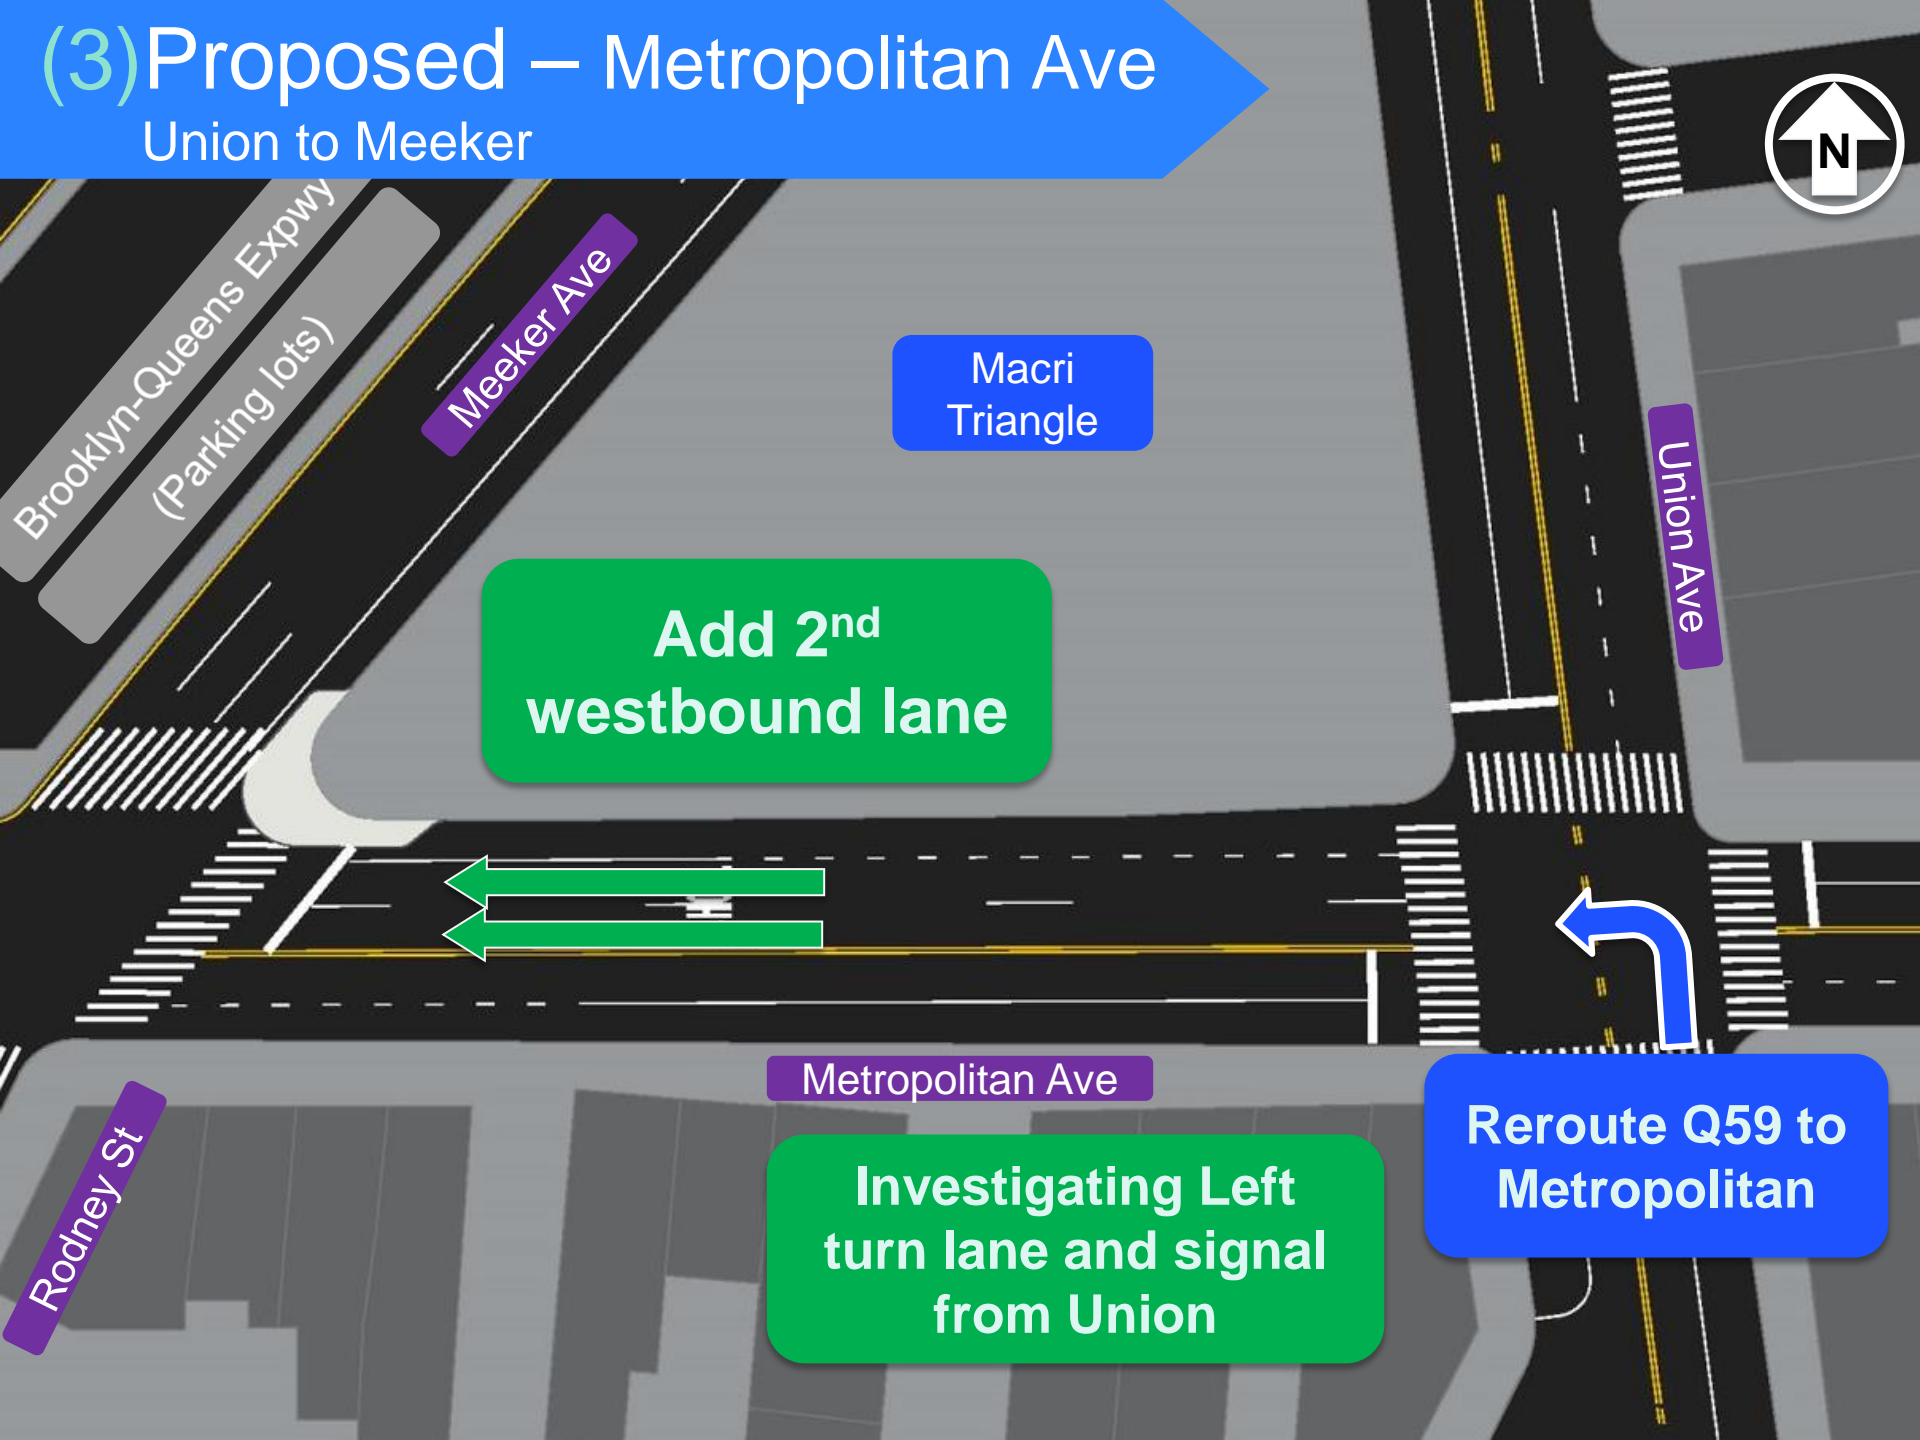 (3)Proposed – Metropolitan Ave
Union to Meeker
N
Brooklyn-Queens Expwy
(Parking lots)
Meeker Ave
Macri
Triangle
Union Ave
Add 2nd
westbound lane
Metropolitan Ave
Reroute Q59 to
Metropolitan
Investigating Left
turn lane and signal
from Union
Rodney St